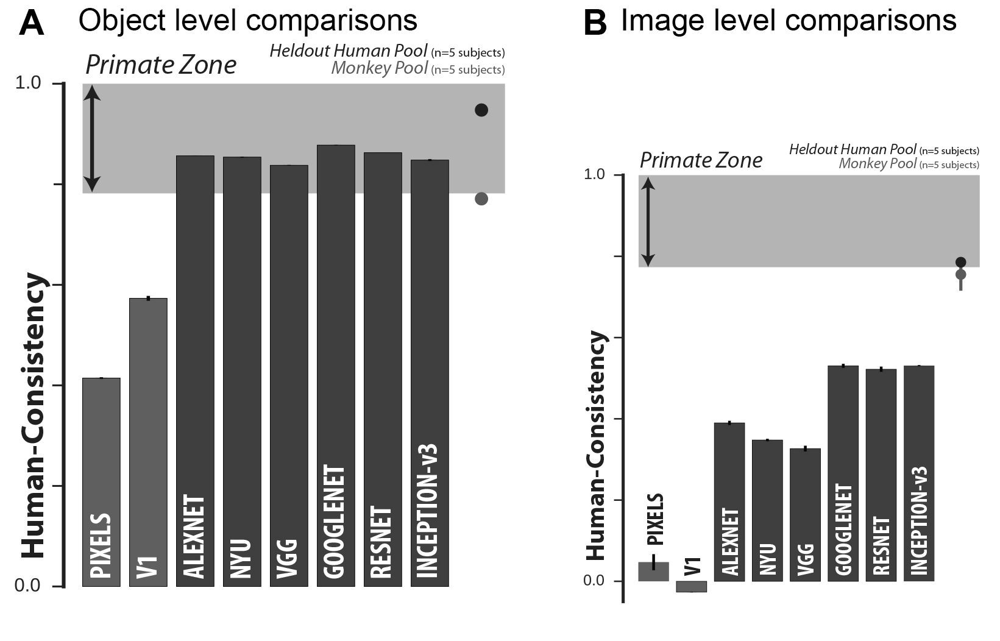 A Object level comparisons
Heldout Human Pool (n=5 subjects)
Primate Zone
Monkey Pool (n=5 subjects)
1.0
Human-Consistency
0.0
PIXELS
V1
ALEXNET
NYU
VGG
GOOGLENET
RESNET
INCEPTION-v3
B Image level comparisons
Heldout Human Pool (n=5 subjects)
Primate Zone
Monkey Pool (n=5 subjects)
1.0
Human-Consistency
0.0
PIXELS
V1
ALEXNET
NYU
VGG
GOOGLENET
RESNET
INCEPTION-v3